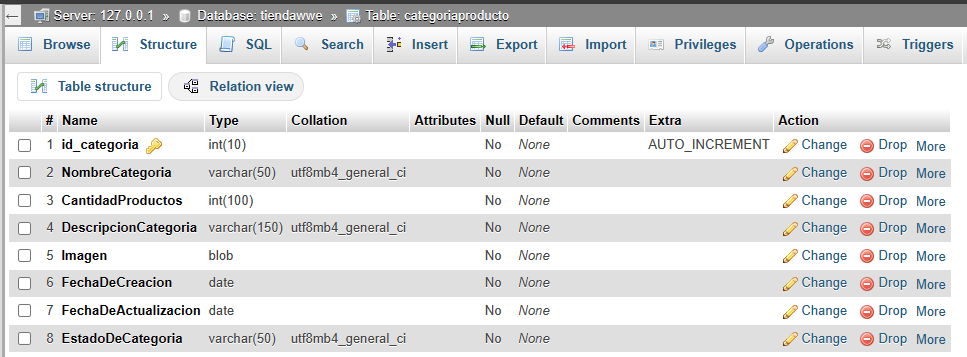 ← Server: 127.0.0.1 » Database: tiendawwe » Table: categoriaproducto
Browse Structure SQL Search Insert Export Import Privileges Operations Triggers
Table structure Relation view
# Name Type Collation Attributes Null Default Comments Extra Action
1 id_categoria int(10) No None AUTO_INCREMENT Change Drop More
2 NombreCategoria varchar(50) utf8mb4_general_ci No None Change Drop More
3 CantidadProductos int(100) No None Change Drop More
4 DescripcionCategoria varchar(150) utf8mb4_general_ci No None Change Drop More
5 Imagen blob No None Change Drop More
6 FechaDeCreacion date No None Change Drop More
7 FechaDeActualizacion date No None Change Drop More
8 EstadoDeCategoria varchar(50) utf8mb4_general_ci No None Change Drop More